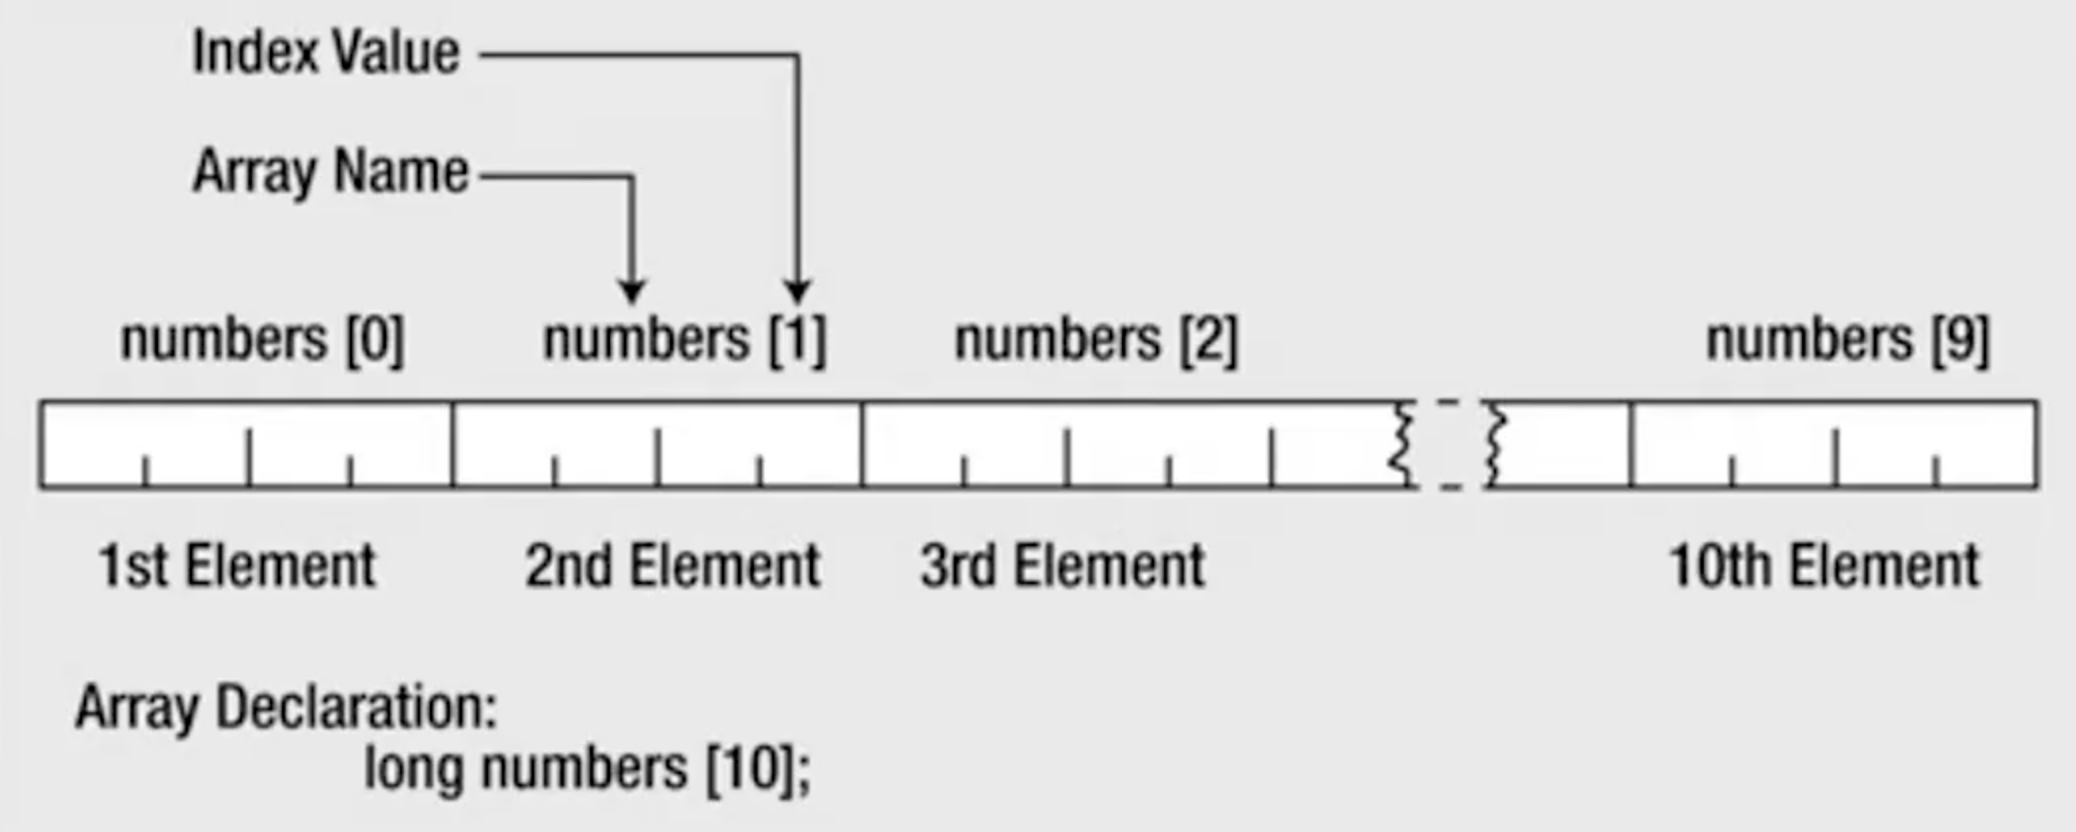 Index Value
Array Name
numbers [0] numbers [1] numbers [2] numbers [9]
1st Element 2nd Element 3rd Element 10th Element
Array Declaration:
long numbers [10];